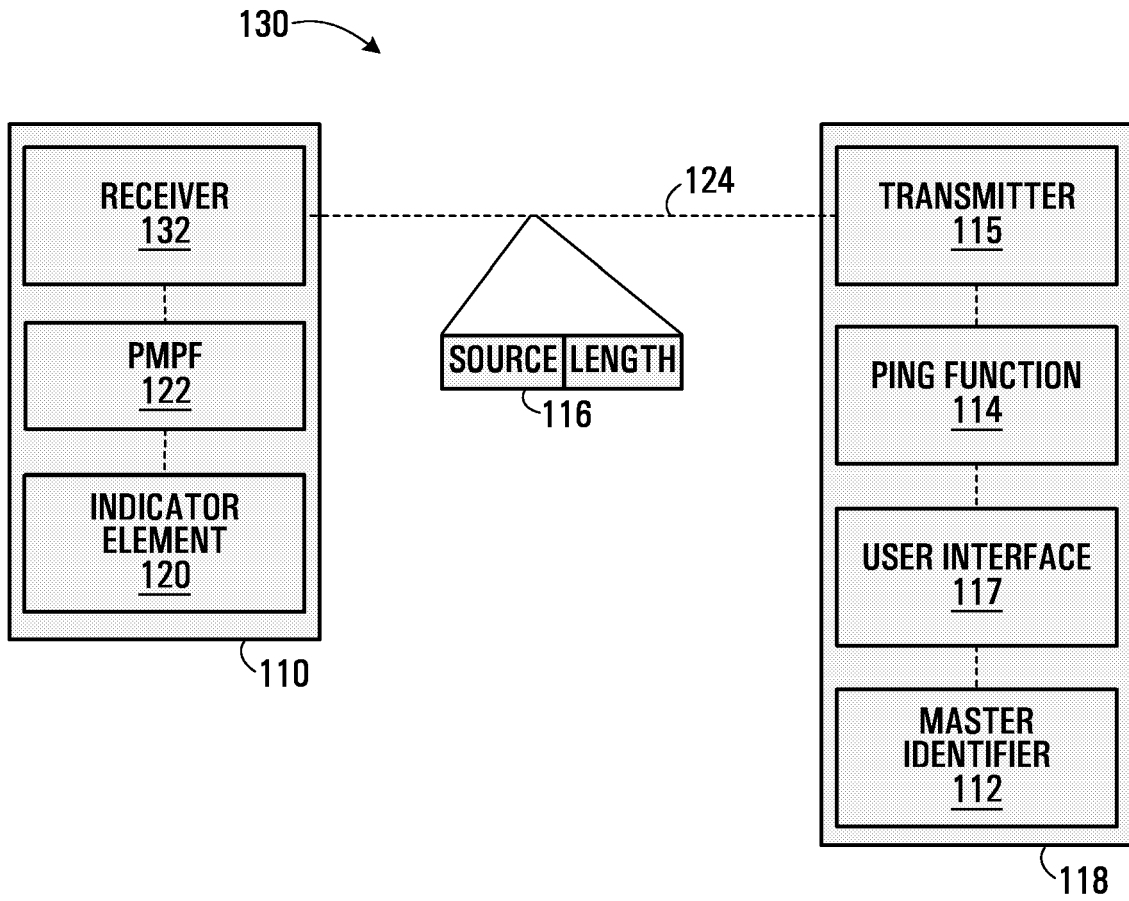 130
RECEIVER
132
PMPF
122
INDICATOR
ELEMENT
120
110
124
SOURCE LENGTH
116
TRANSMITTER
115
PING FUNCTION
114
USER INTERFACE
117
MASTER
IDENTIFIER
112
118